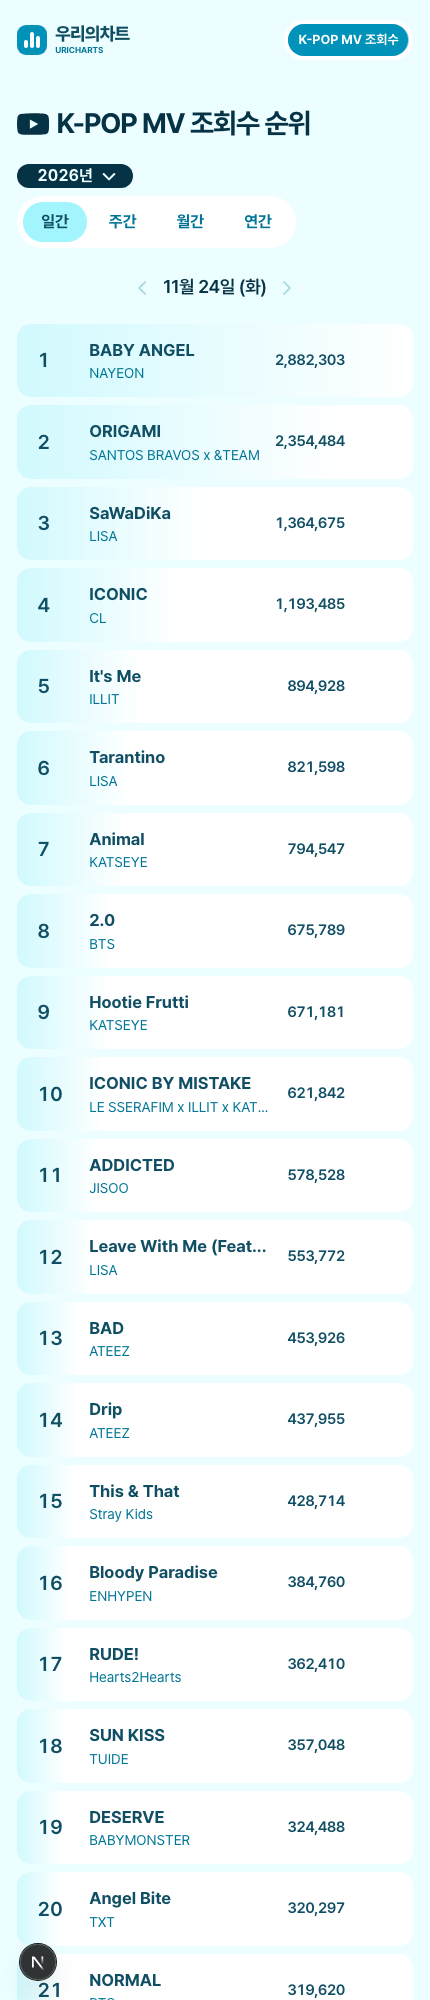 우리의차트
URICHARTS
K-POP MV 조회수
K-POP MV 조회수 순위
2026년
일간 주간 월간 연간
11월 24일 (화)
1
BABY ANGEL
NAYEON
2,882,303
2
ORIGAMI
SANTOS BRAVOS x &TEAM
2,354,484
3
SaWaDiKa
LISA
1,364,675
4
ICONIC
CL
1,193,485
5
It's Me
ILLIT
894,928
6
Tarantino
LISA
821,598
7
Animal
KATSEYE
794,547
8
2.0
BTS
675,789
9
Hootie Frutti
KATSEYE
671,181
10
ICONIC BY MISTAKE
LE SSERAFIM x ILLIT x KAT...
621,842
11
ADDICTED
JISOO
578,528
12
Leave With Me (Feat...
LISA
553,772
13
BAD
ATEEZ
453,926
14
Drip
ATEEZ
437,955
15
This & That
Stray Kids
428,714
16
Bloody Paradise
ENHYPEN
384,760
17
RUDE!
Hearts2Hearts
362,410
18
SUN KISS
TUIDE
357,048
19
DESERVE
BABYMONSTER
324,488
20
Angel Bite
TXT
320,297
N
21
NORMAL
319,620